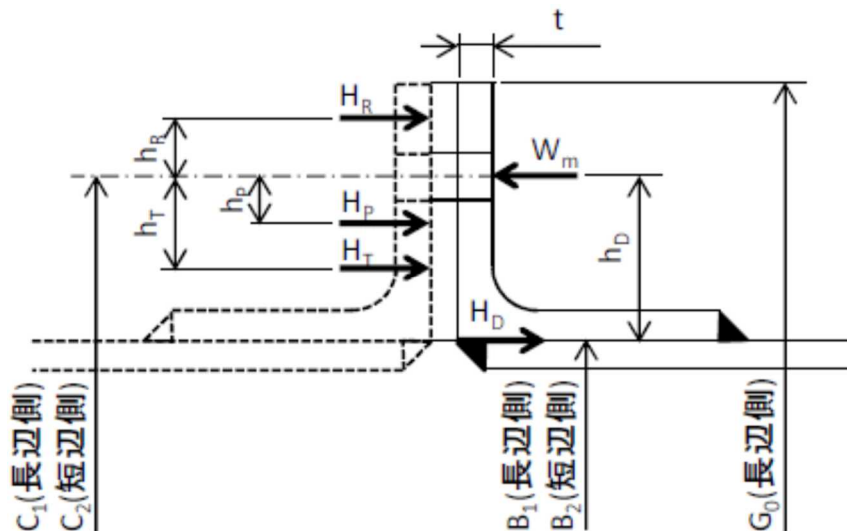 t
H_R
h_R
W_m
h_P
H_P
h_T
H_T
h_D
H_D
C_1(長辺側)
C_2(短辺側)
B_1(長辺側)
B_2(短辺側)
G_0(長辺側)